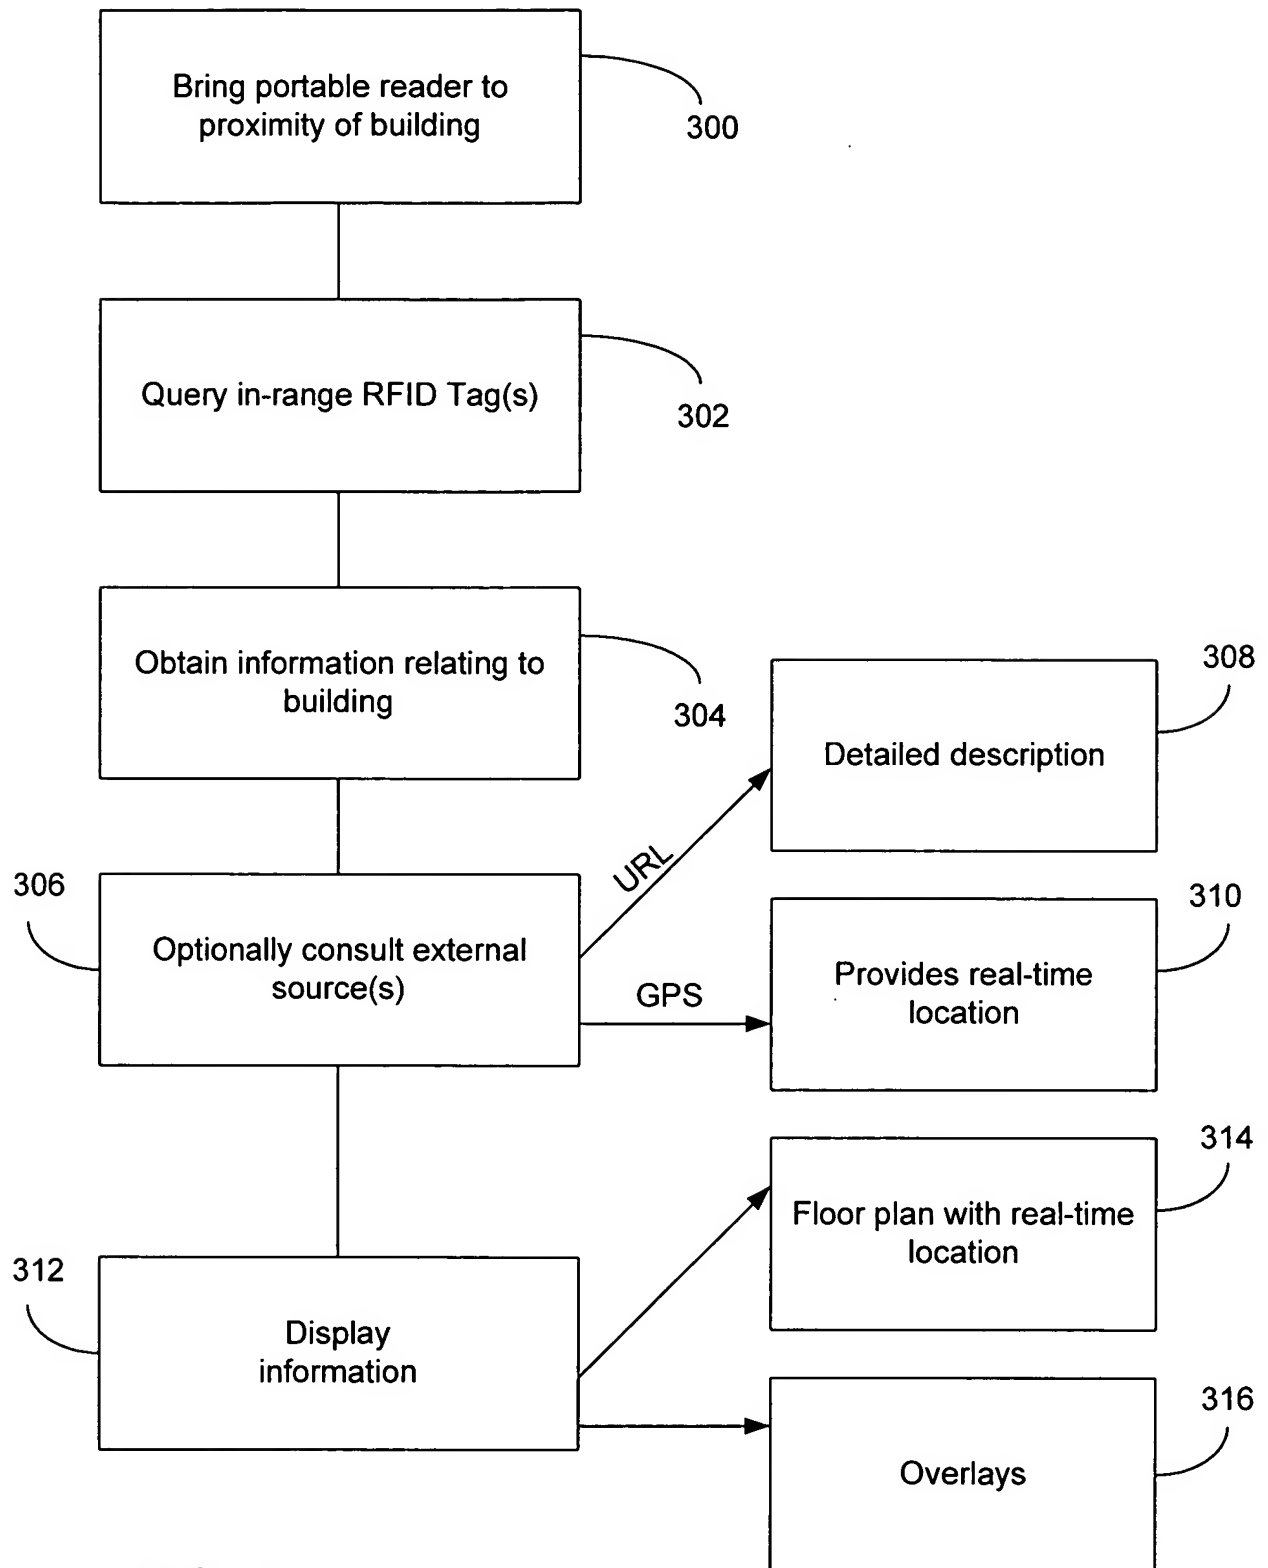 Bring portable reader to
proximity of building
300
Query in-range RFID Tag(s)
302
Obtain information relating to
building
304
308
Detailed description
URL
306
Optionally consult external
source(s)
310
GPS
Provides real-time
location
314
Floor plan with real-time
location
312
Display
information
316
Overlays